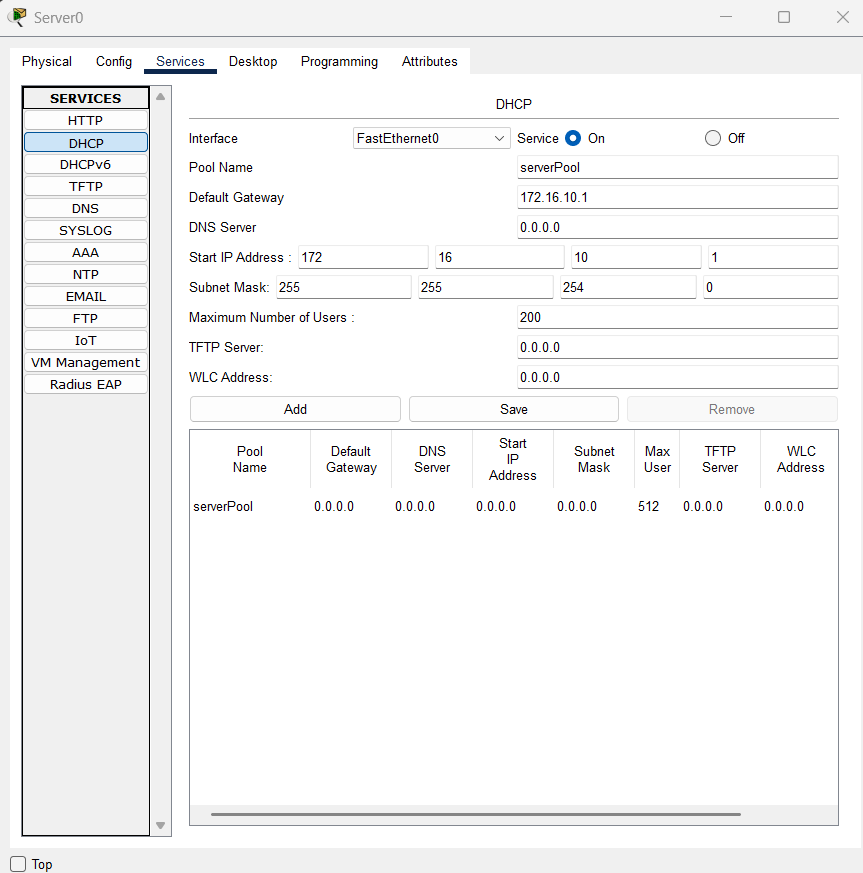 Server0
Physical Config Services Desktop Programming Attributes
SERVICES
HTTP
DHCP
DHCPv6
TFTP
DNS
SYSLOG
AAA
NTP
EMAIL
FTP
IoT
VM Management
Radius EAP
DHCP
Interface FastEthernet0 Service On Off
Pool Name serverPool
Default Gateway 172.16.10.1
DNS Server 0.0.0.0
Start IP Address : 172 16 10 1
Subnet Mask: 255 255 254 0
Maximum Number of Users : 200
TFTP Server: 0.0.0.0
WLC Address: 0.0.0.0
Add Save Remove
Pool Name Default Gateway DNS Server Start IP Address Subnet Mask Max User TFTP Server WLC Address
serverPool 0.0.0.0 0.0.0.0 0.0.0.0 0.0.0.0 512 0.0.0.0 0.0.0.0
Top